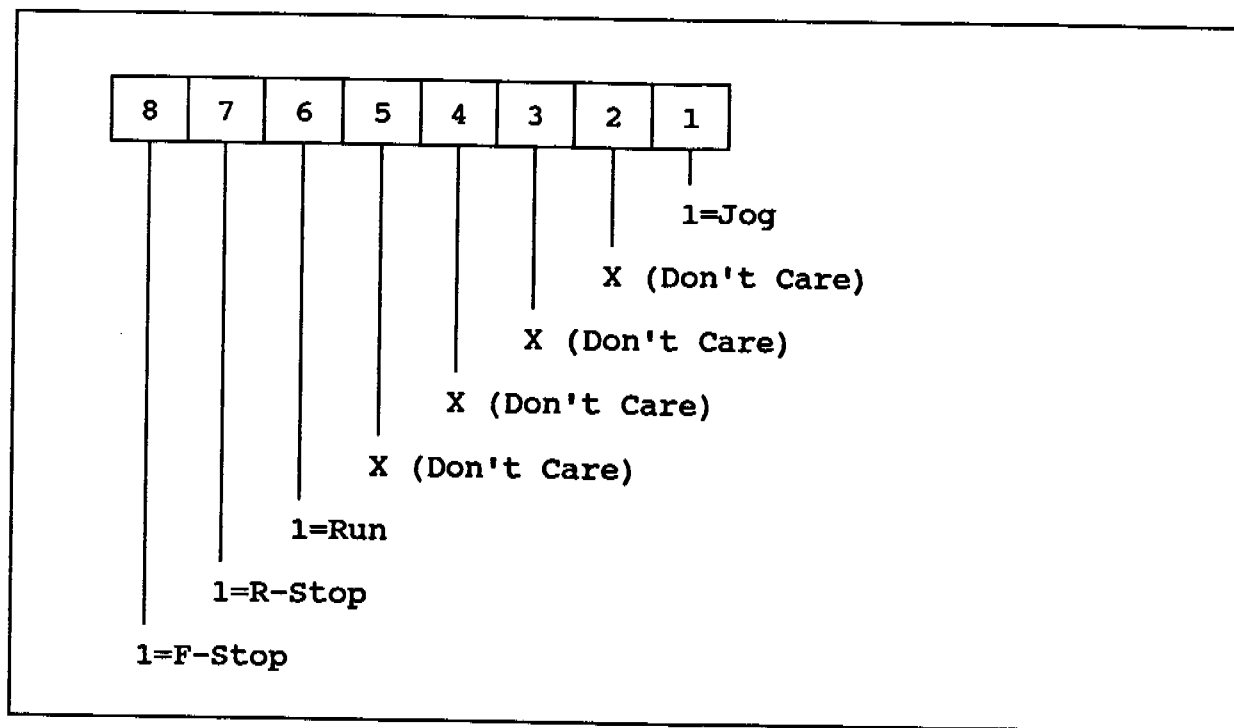 8 7 6 5 4 3 2 1
1=Jog
X (Don't Care)
X (Don't Care)
X (Don't Care)
X (Don't Care)
1=Run
1=R-Stop
1=F-Stop